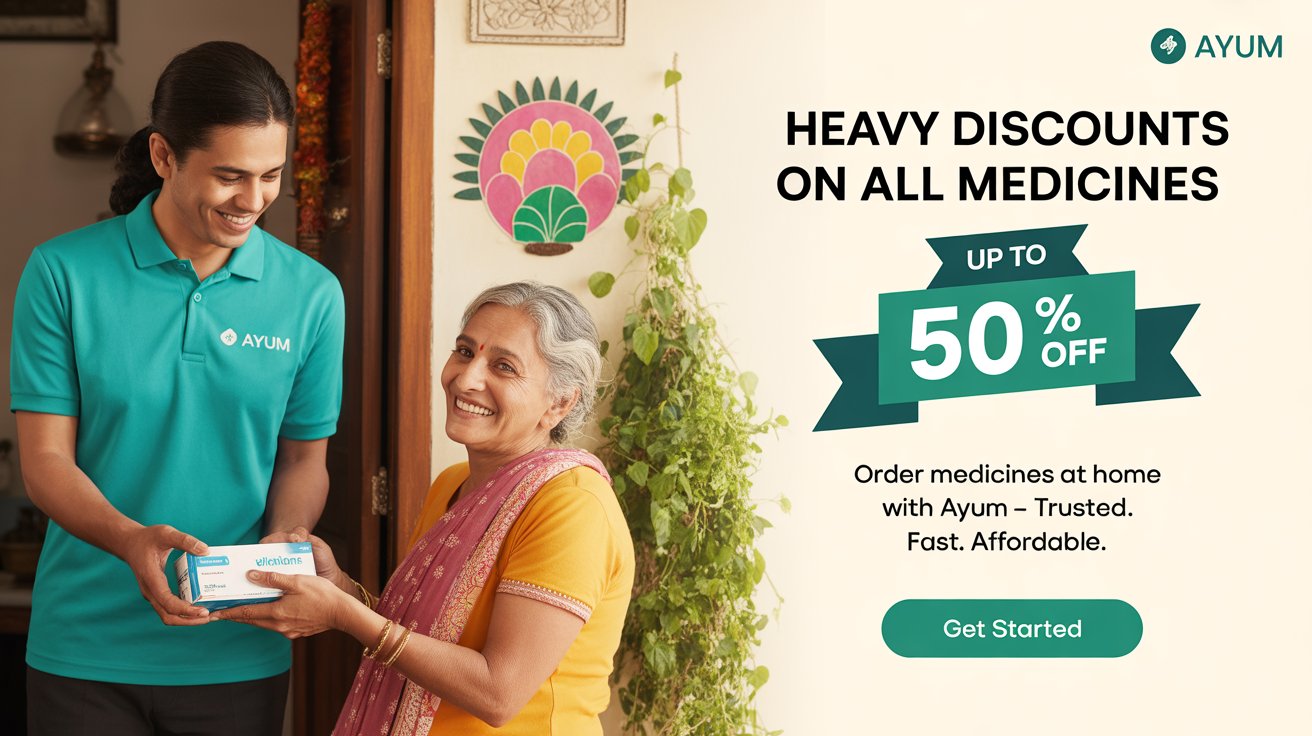 AYUM
HEAVY DISCOUNTS
ON ALL MEDICINES
UP TO
50% OFF
Order medicines at home
with Ayum – Trusted.
Fast. Affordable.
Get Started
AYUM